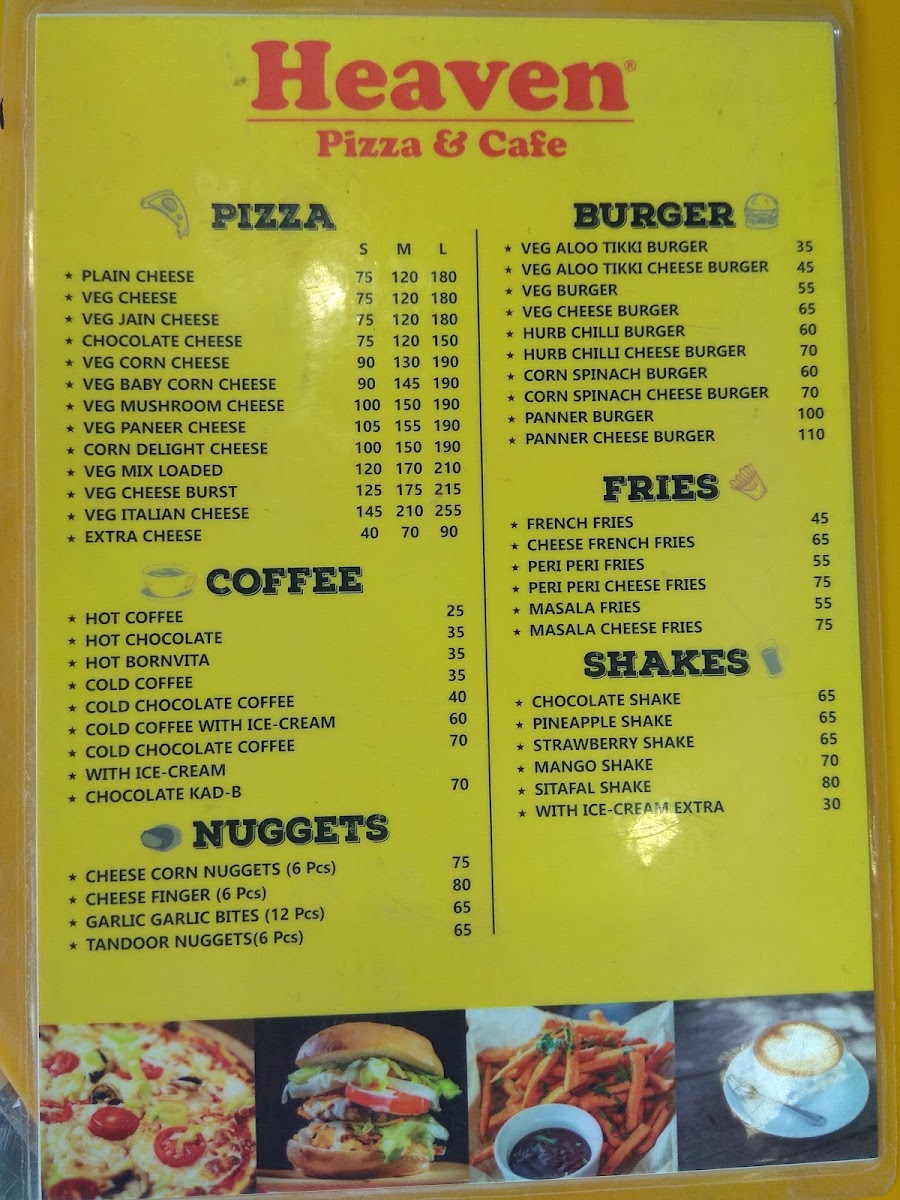 Heaven®
Pizza & Cafe
PIZZA
S M L
★ PLAIN CHEESE 75 120 180
★ VEG CHEESE 75 120 180
★ VEG JAIN CHEESE 75 120 180
★ CHOCOLATE CHEESE 75 120 150
★ VEG CORN CHEESE 90 130 190
★ VEG BABY CORN CHEESE 90 145 190
★ VEG MUSHROOM CHEESE 100 150 190
★ VEG PANEER CHEESE 105 155 190
★ CORN DELIGHT CHEESE 100 150 190
★ VEG MIX LOADED 120 170 210
★ VEG CHEESE BURST 125 175 215
★ VEG ITALIAN CHEESE 145 210 255
★ EXTRA CHEESE 40 70 90
COFFEE
★ HOT COFFEE 25
★ HOT CHOCOLATE 35
★ HOT BORNVITA 35
★ COLD COFFEE 35
★ COLD CHOCOLATE COFFEE 40
★ COLD COFFEE WITH ICE-CREAM 60
★ COLD CHOCOLATE COFFEE 70
★ WITH ICE-CREAM
★ CHOCOLATE KAD-B 70
NUGGETS
★ CHEESE CORN NUGGETS (6 Pcs) 75
★ CHEESE FINGER (6 Pcs) 80
★ GARLIC GARLIC BITES (12 Pcs) 65
★ TANDOOR NUGGETS(6 Pcs) 65
BURGER
★ VEG ALOO TIKKI BURGER 35
★ VEG ALOO TIKKI CHEESE BURGER 45
★ VEG BURGER 55
★ VEG CHEESE BURGER 65
★ HURB CHILLI BURGER 60
★ HURB CHILLI CHEESE BURGER 70
★ CORN SPINACH BURGER 60
★ CORN SPINACH CHEESE BURGER 70
★ PANNER BURGER 100
★ PANNER CHEESE BURGER 110
FRIES
★ FRENCH FRIES 45
★ CHEESE FRENCH FRIES 65
★ PERI PERI FRIES 55
★ PERI PERI CHEESE FRIES 75
★ MASALA FRIES 55
★ MASALA CHEESE FRIES 75
SHAKES
★ CHOCOLATE SHAKE 65
★ PINEAPPLE SHAKE 65
★ STRAWBERRY SHAKE 65
★ MANGO SHAKE 70
★ SITAFAL SHAKE 80
★ WITH ICE-CREAM EXTRA 30